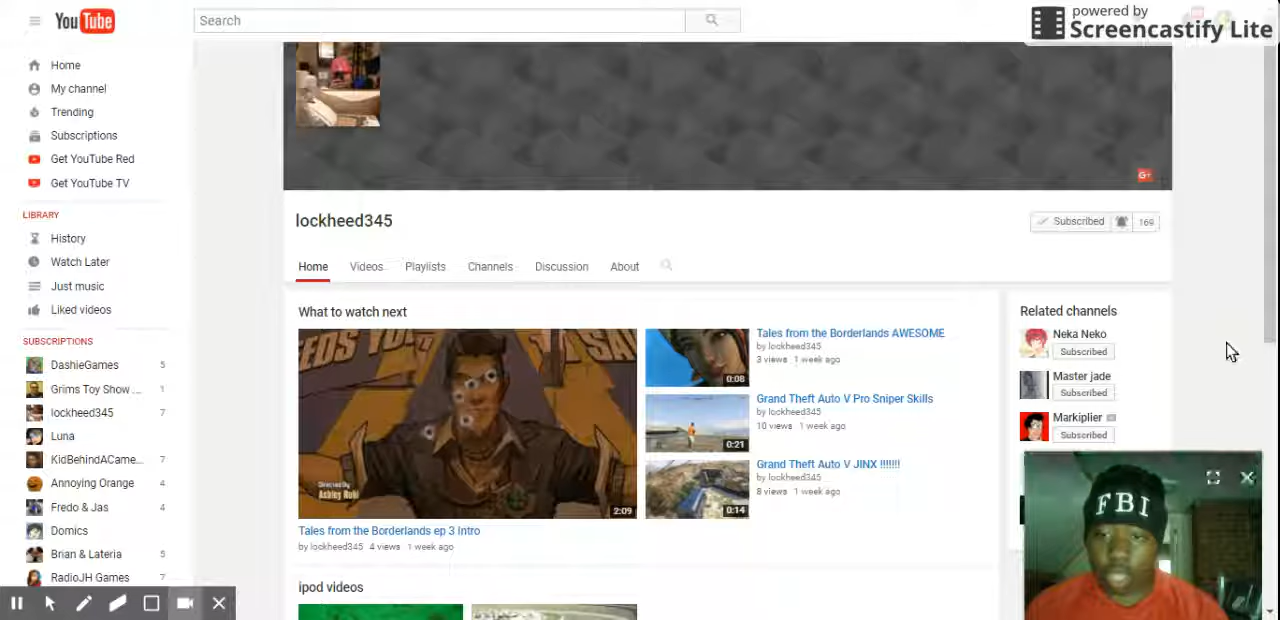 powered by
Screencastify Lite
YouTube
Search
Home
My channel
Trending
Subscriptions
Get YouTube Red
Get YouTube TV
LIBRARY
History
Watch Later
Just music
Liked videos
SUBSCRIPTIONS
DashieGames 5
Grims Toy Show ... 1
lockheed345 7
Luna
KidBehindACame... 7
Annoying Orange 4
Fredo & Jas 4
Domics
Brian & Lateria 5
RadioJH Games 7
G+
lockheed345
Subscribed 169
Home Videos Playlists Channels Discussion About
What to watch next
Directed By
2:09
Tales from the Borderlands ep 3 Intro
by lockheed345 4 views 1 week ago
0:08
Tales from the Borderlands AWESOME
by lockheed345
3 views 1 week ago
0:21
Grand Theft Auto V Pro Sniper Skills
by lockheed345
10 views 1 week ago
0:14
Grand Theft Auto V JINX !!!!!!!
by lockheed345
8 views 1 week ago
ipod videos
Related channels
Neka Neko
Subscribed
Master jade
Subscribed
Markiplier
Subscribed
FBI